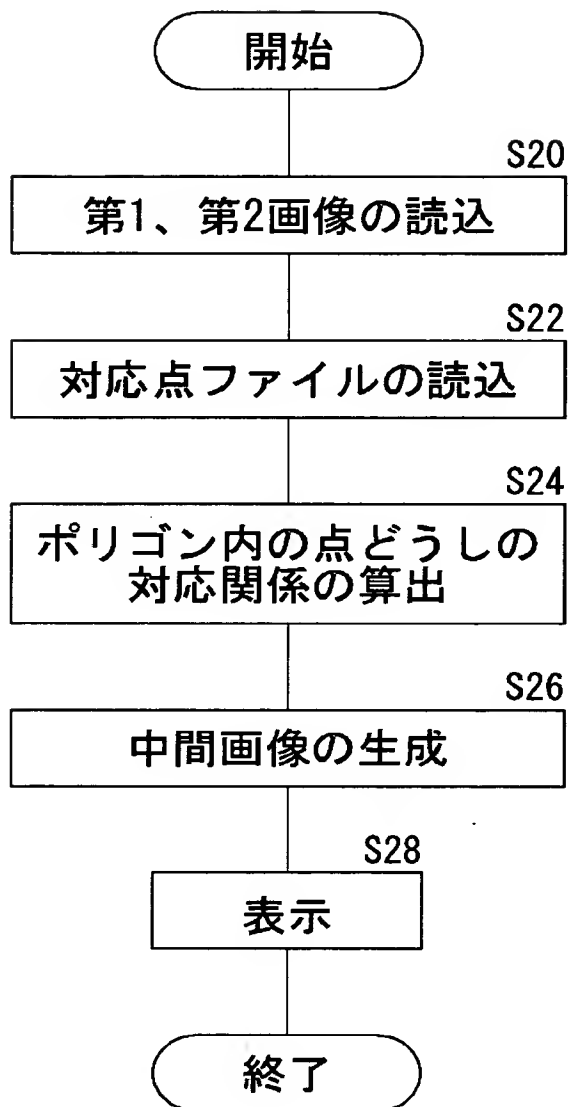 開始
S20
第1、第2画像の読込
S22
対応点ファイルの読込
S24
ポリゴン内の点どうしの
対応関係の算出
S26
中間画像の生成
S28
表示
終了